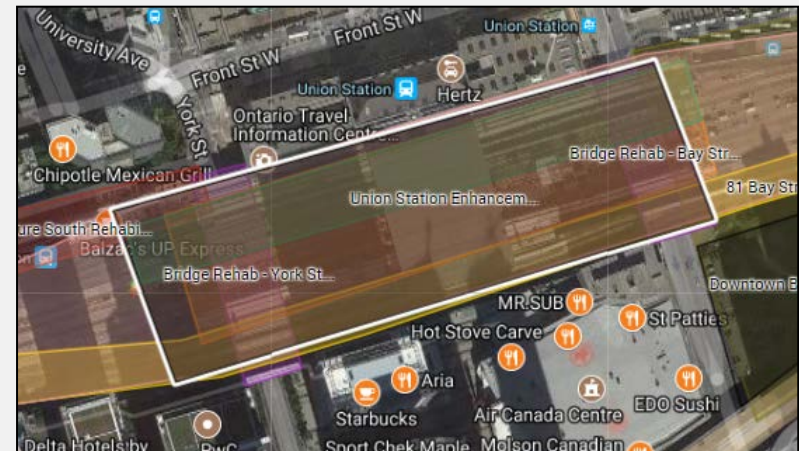 University Ave
Front St W
Front St W
Union Station
Union Station
Hertz
York St
Ontario Travel
Information Centre...
Chipotle Mexican Grill
Bridge Rehab - Bay Str...
Union Station Enhancem...
81 Bay Str
ure South Rehabi...
Balzac's UP Express
Bridge Rehab - York St...
Downtown B
MR.SUB
St Patties
Hot Stove Carve
Aria
Starbucks
Air Canada Centre
EDO Sushi
Delta Hotels by
PwC
Sport Chek Maple
Molson Canadian